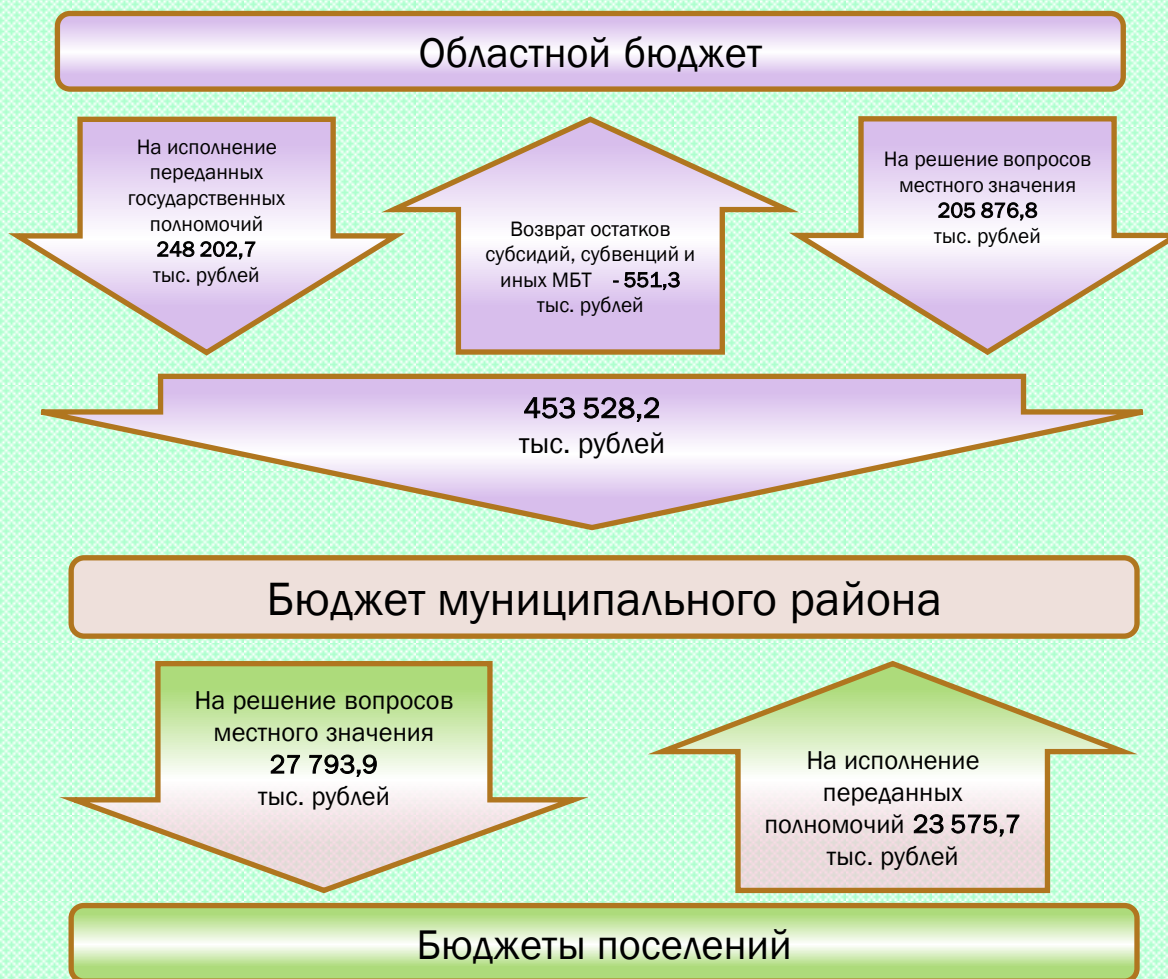 Областной бюджет
На исполнение
переданных
государственных
полномочий
248 202,7
тыс. рублей
Возврат остатков
субсидий, субвенций и
иных МБТ - 551,3
тыс. рублей
На решение вопросов
местного значения
205 876,8
тыс. рублей
453 528,2
тыс. рублей
Бюджет муниципального района
На решение вопросов
местного значения
27 793,9
тыс. рублей
На исполнение
переданных
полномочий 23 575,7
тыс. рублей
Бюджеты поселений